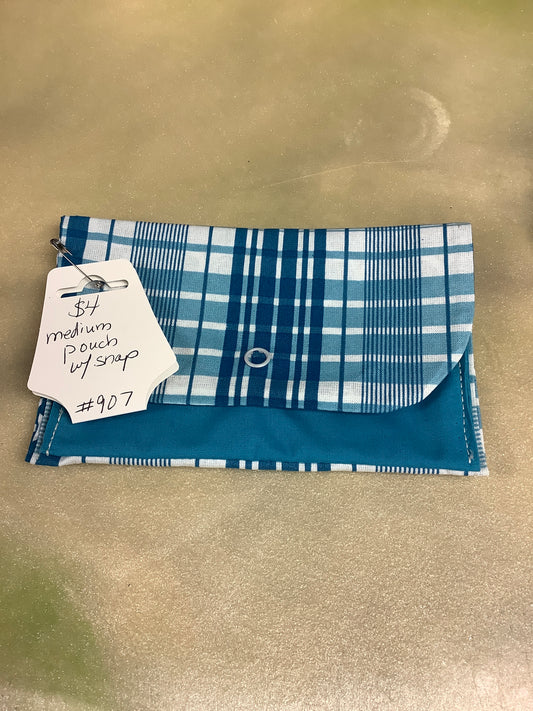 $4
medium
pouch
w/ snap
#907